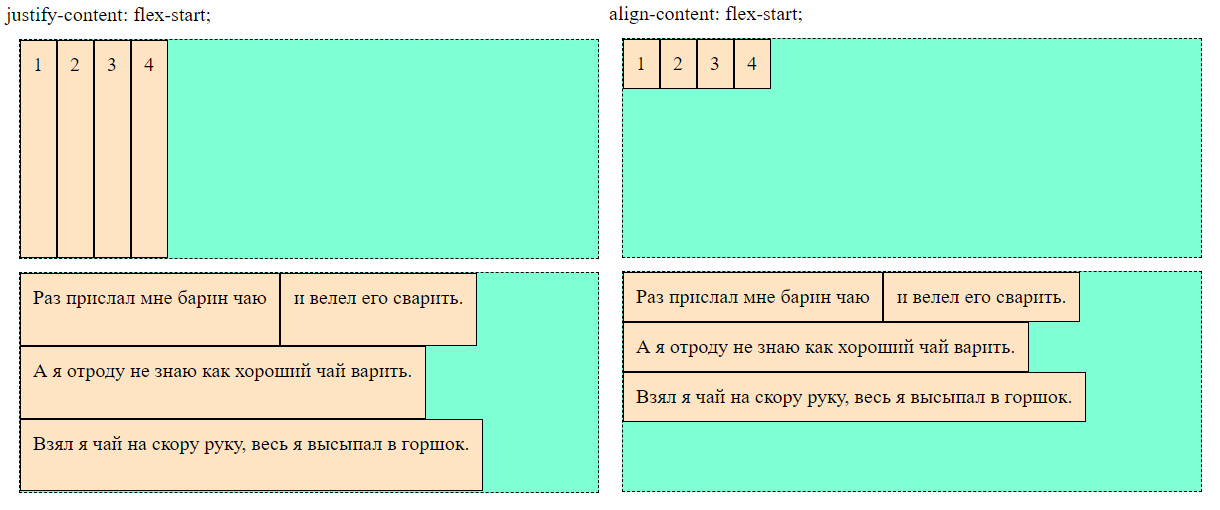 justify-content: flex-start;
1 2 3 4
Раз прислал мне барин чаю и велел его сварить.
А я отроду не знаю как хороший чай варить.
Взял я чай на скору руку, весь я высыпал в горшок.
align-content: flex-start;
1 2 3 4
Раз прислал мне барин чаю и велел его сварить.
А я отроду не знаю как хороший чай варить.
Взял я чай на скору руку, весь я высыпал в горшок.